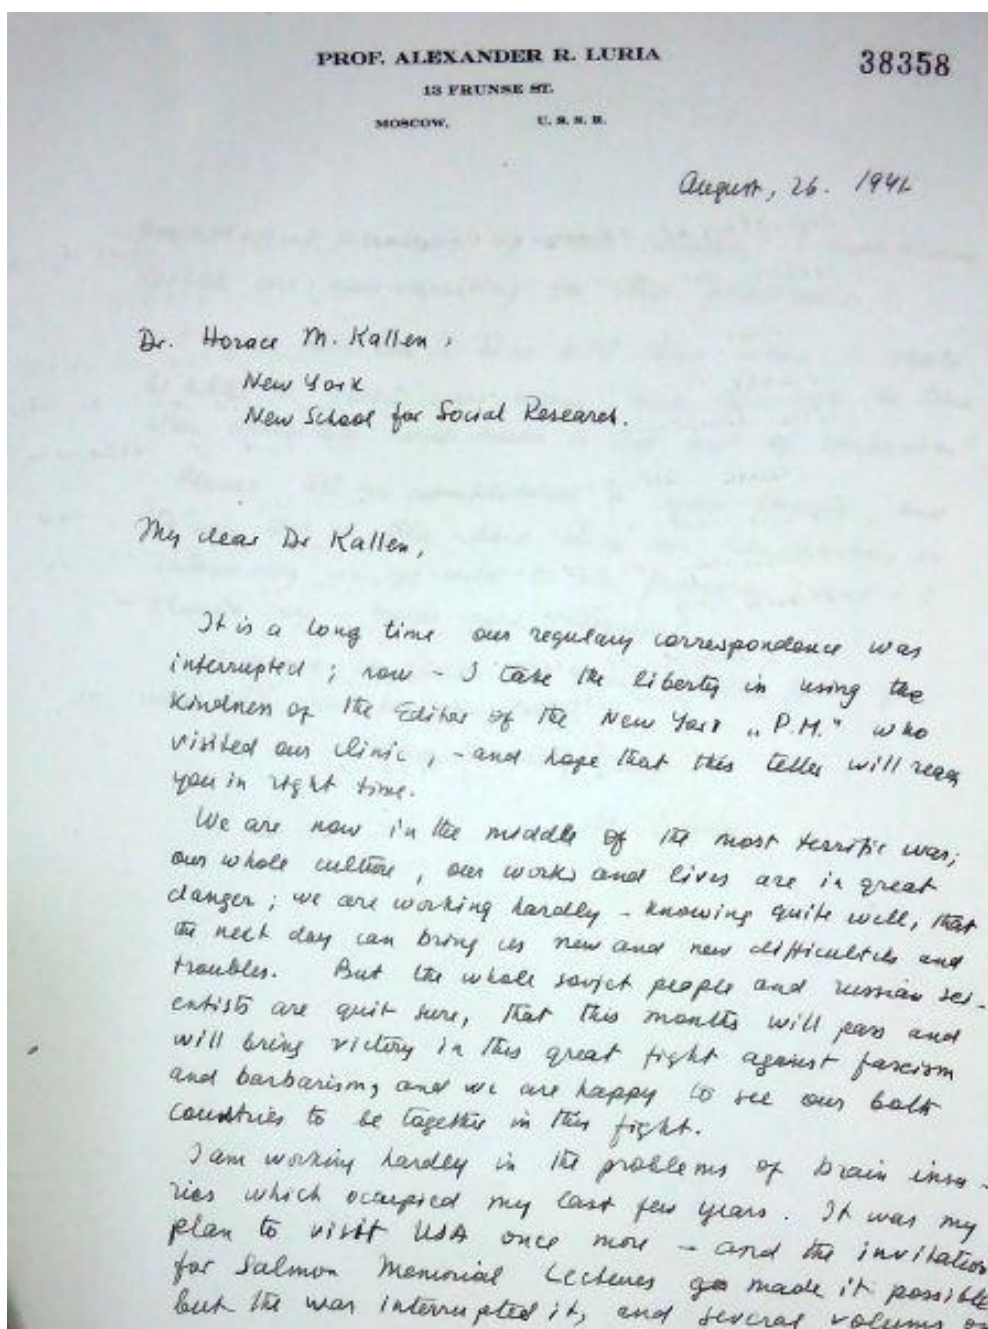 PROF. ALEXANDER R. LURIA
38358
13 FRUNSE ST.
MOSCOW, U. S. S. R.
August, 26. 1941
Dr. Horace M. Kallen,
New York
New School for Social Research.
My dear Dr Kallen,
It is a long time our regulary correspondence was
interrupted; now - I take the liberty in using the
kindness of the Editor of the New York „P.M." who
visited our clinic, - and hope that this letter will reach
you in right time.
We are now in the middle of the most terrific war;
our whole culture, our works and lives are in great
danger; we are working hardly - knowing quite well, that
the next day can bring us new and new difficulties and
troubles. But the whole soviet people and russian sci-
entists are quit sure, that this months will pass and
will bring victory in this great fight against fascism
and barbarism, and we are happy to see our both
countries to be together in this fight.
I am working hardly in the problems of brain inju-
ries which ocupied my last few years. It was my
plan to visit USA once more - and the invitation
for Salmon Memorial Lectures made it possible
but the war interrupted it, and several volums